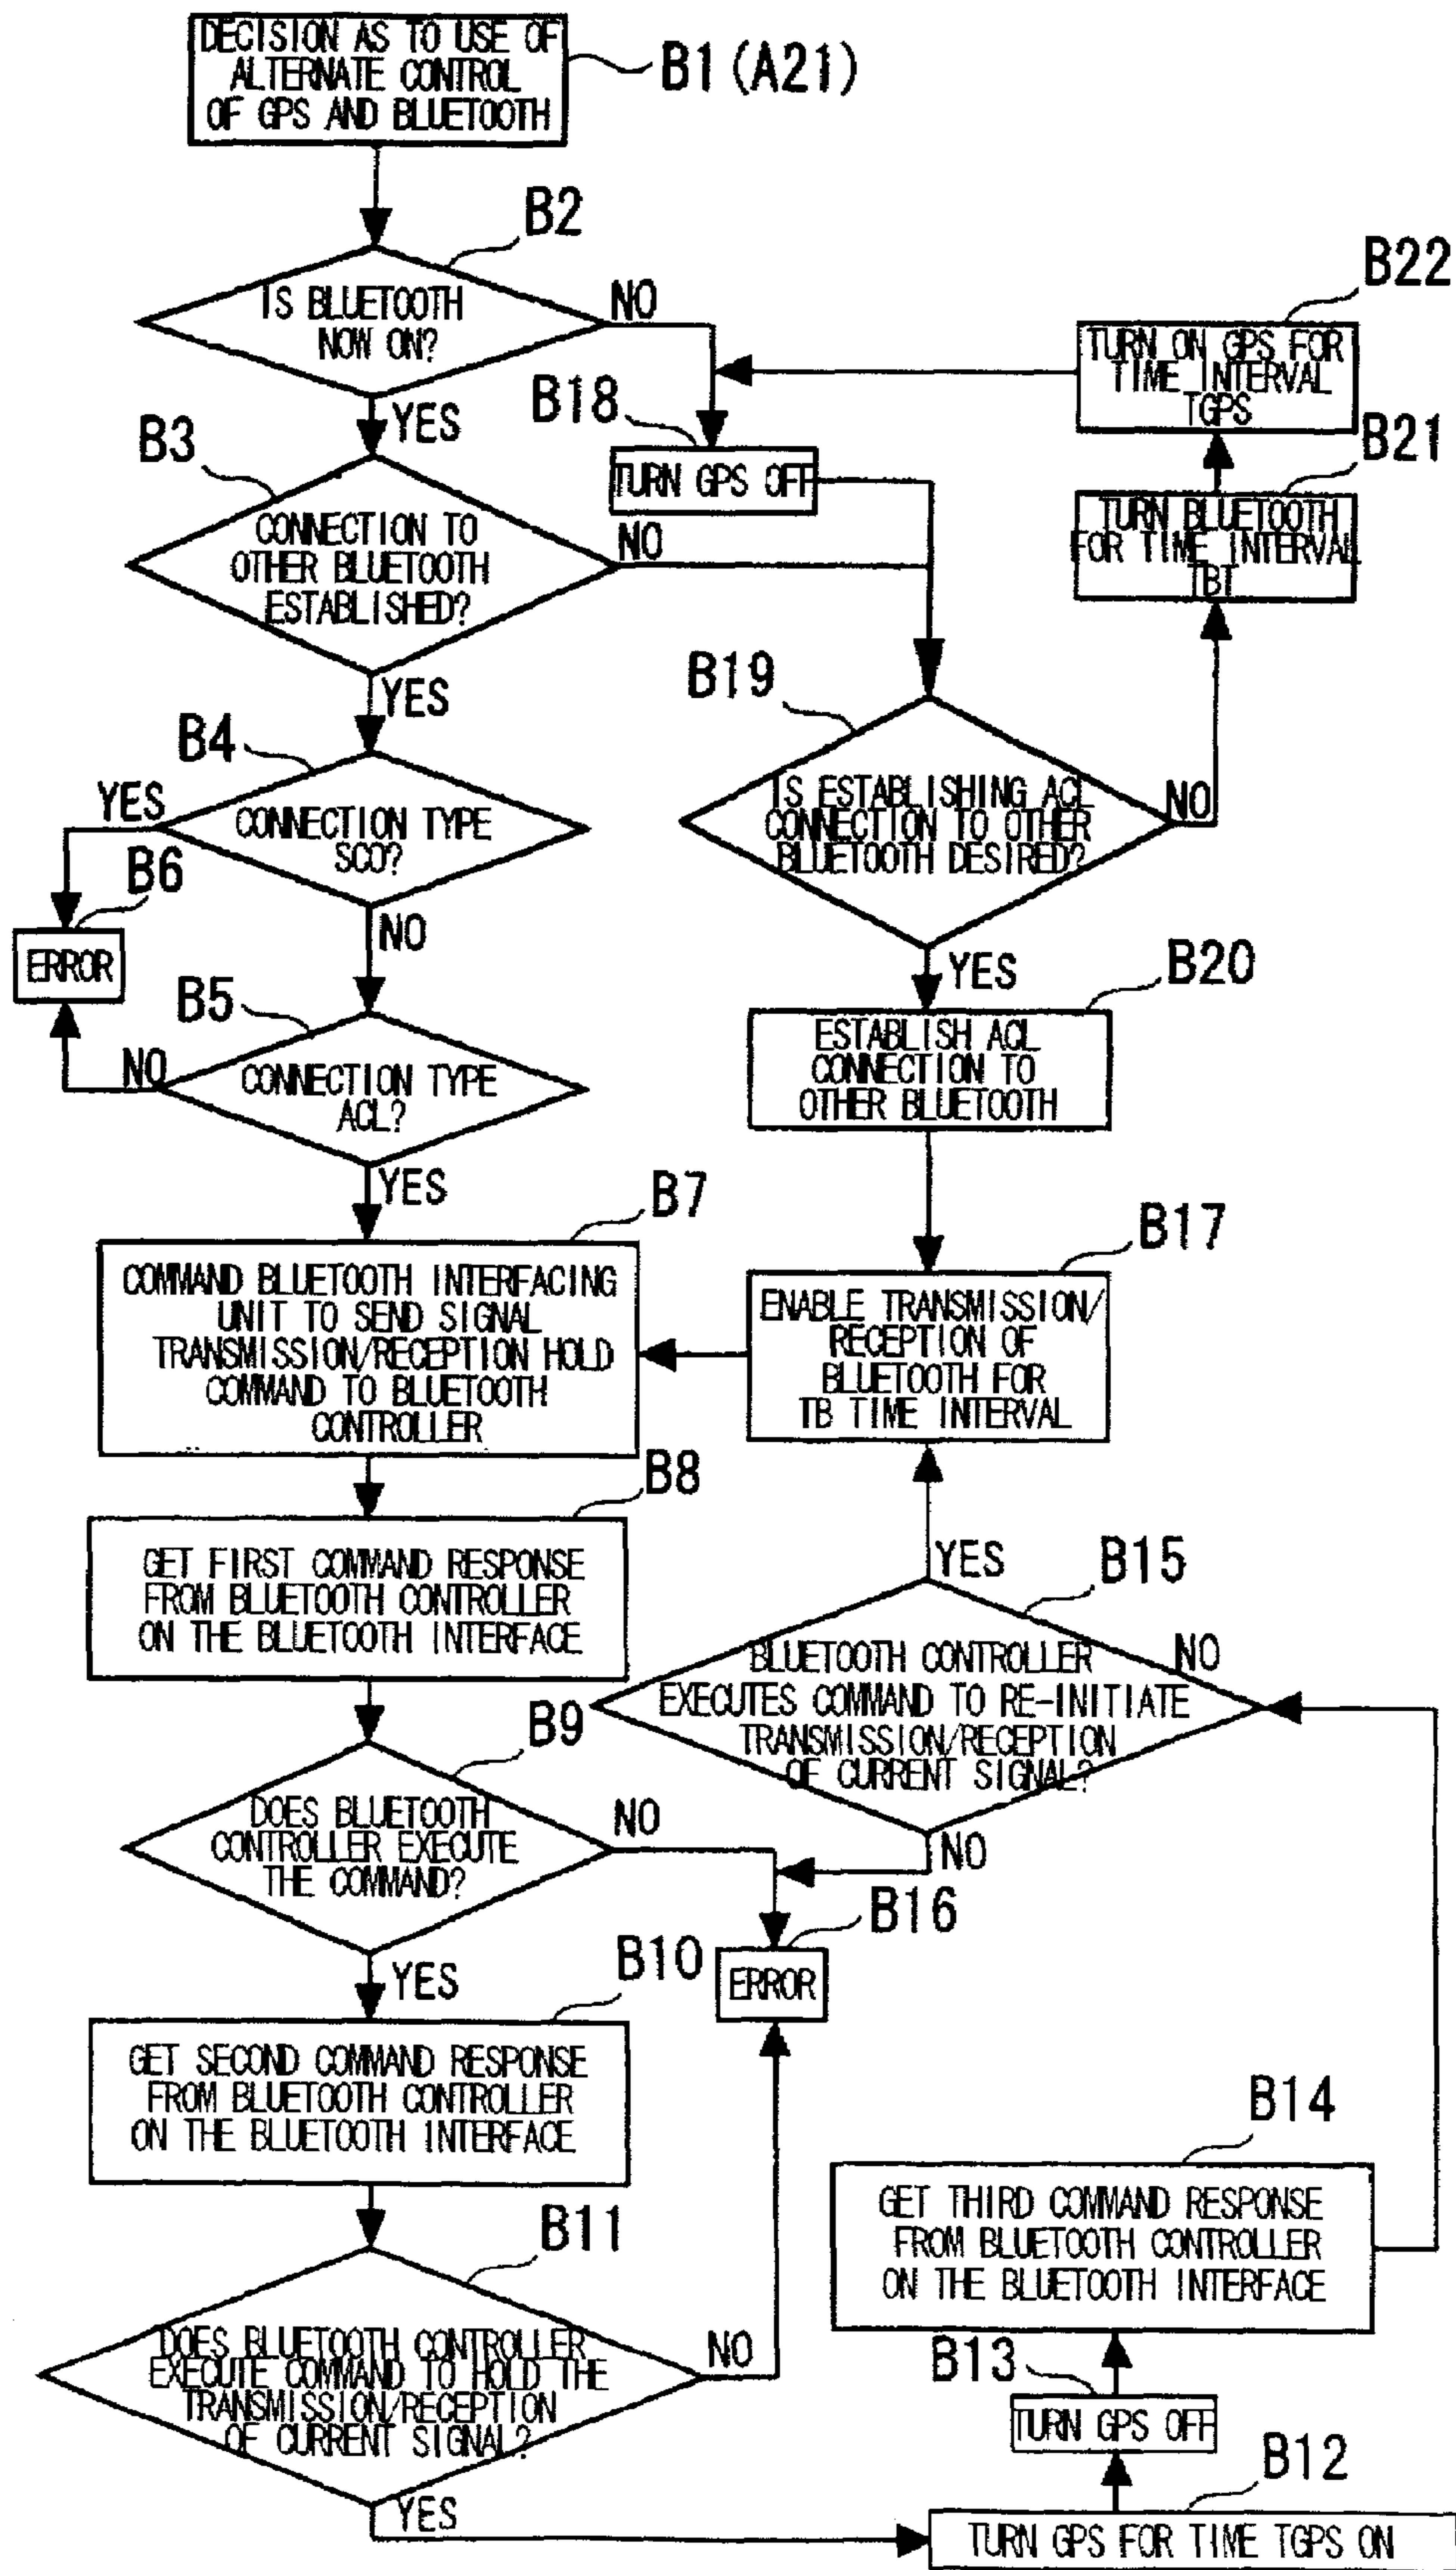 DECISION AS TO USE OF
ALTERNATE CONTROL
OF GPS AND BLUETOOTH
B1 (A21)
B2
IS BLUETOOTH
NOW ON?
NO
YES
B22
TURN ON GPS FOR
TIME INTERVAL
TGPS
B18
TURN GPS OFF
B21
TURN BLUETOOTH
FOR TIME INTERVAL
TBT
B3
CONNECTION TO
OTHER BLUETOOTH
ESTABLISHED?
NO
YES
B19
IS ESTABLISHING ACL
CONNECTION TO OTHER
BLUETOOTH DESIRED?
NO
YES
B4
CONNECTION TYPE
SCO?
YES
NO
B6
ERROR
B5
CONNECTION TYPE
ACL?
NO
YES
B20
ESTABLISH ACL
CONNECTION TO
OTHER BLUETOOTH
B7
COMMAND BLUETOOTH INTERFACING
UNIT TO SEND SIGNAL
TRANSMISSION/RECEPTION HOLD
COMMAND TO BLUETOOTH
CONTROLLER
B17
ENABLE TRANSMISSION/
RECEPTION OF
BLUETOOTH FOR
TB TIME INTERVAL
B8
GET FIRST COMMAND RESPONSE
FROM BLUETOOTH CONTROLLER
ON THE BLUETOOTH INTERFACE
YES
B15
BLUETOOTH CONTROLLER
EXECUTES COMMAND TO RE-INITIATE
TRANSMISSION/RECEPTION
OF CURRENT SIGNAL?
NO
NO
B9
DOES BLUETOOTH
CONTROLLER EXECUTE
THE COMMAND?
NO
YES
B16
ERROR
B10
GET SECOND COMMAND RESPONSE
FROM BLUETOOTH CONTROLLER
ON THE BLUETOOTH INTERFACE
B14
GET THIRD COMMAND RESPONSE
FROM BLUETOOTH CONTROLLER
ON THE BLUETOOTH INTERFACE
B11
DOES BLUETOOTH CONTROLLER
EXECUTE COMMAND TO HOLD THE
TRANSMISSION/RECEPTION
OF CURRENT SIGNAL?
NO
YES
B13
TURN GPS OFF
B12
TURN GPS FOR TIME TGPS ON